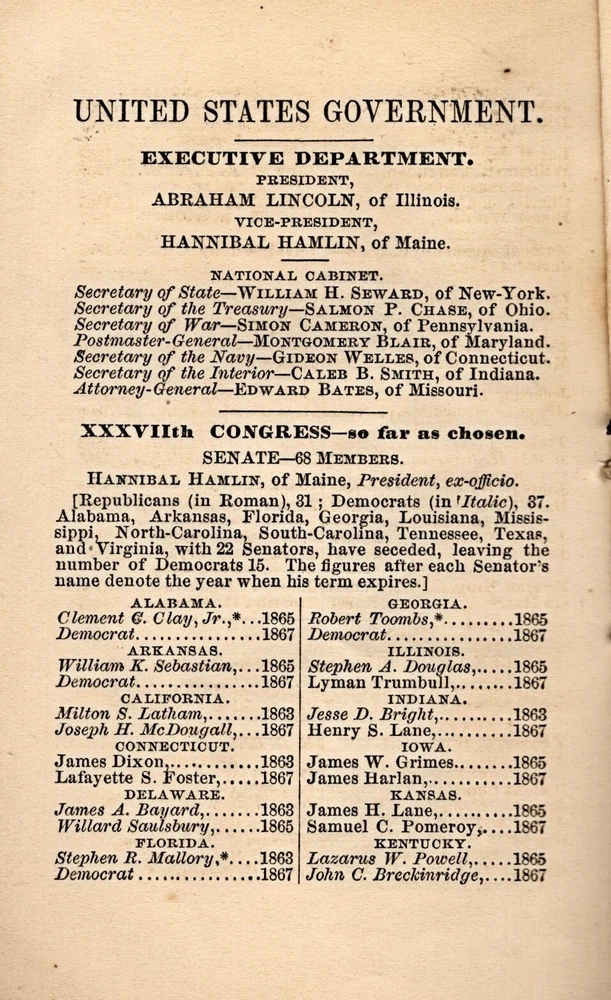 UNITED STATES GOVERNMENT.
EXECUTIVE DEPARTMENT.
PRESIDENT,
ABRAHAM LINCOLN, of Illinois.
VICE-PRESIDENT,
HANNIBAL HAMLIN, of Maine.
NATIONAL CABINET.
Secretary of State—WILLIAM H. SEWARD, of New-York.
Secretary of the Treasury—SALMON P. CHASE, of Ohio.
Secretary of War—SIMON CAMERON, of Pennsylvania.
Postmaster-General—MONTGOMERY BLAIR, of Maryland.
Secretary of the Navy—GIDEON WELLES, of Connecticut.
Secretary of the Interior—CALEB B. SMITH, of Indiana.
Attorney-General—EDWARD BATES, of Missouri.
XXXVIIth CONGRESS—so far as chosen.
SENATE—68 MEMBERS.
HANNIBAL HAMLIN, of Maine, President, ex-officio.
[Republicans (in Roman), 31 ; Democrats (in Italic), 37.
Alabama, Arkansas, Florida, Georgia, Louisiana, Missis-
sippi, North-Carolina, South-Carolina, Tennessee, Texas,
and Virginia, with 22 Senators, have seceded, leaving the
number of Democrats 15. The figures after each Senator's
name denote the year when his term expires.]
ALABAMA.
Clement C. Clay, Jr.,*...1865
Democrat...............1867
ARKANSAS.
William K. Sebastian,...1865
Democrat...............1867
CALIFORNIA.
Milton S. Latham,.......1863
Joseph H. McDougall,...1867
CONNECTICUT.
James Dixon,...........1863
Lafayette S. Foster,.....1867
DELAWARE.
James A. Bayard,.......1863
Willard Saulsbury,......1865
FLORIDA.
Stephen R. Mallory,*....1863
Democrat ...............1867
GEORGIA.
Robert Toombs,*.........1865
Democrat...............1867
ILLINOIS.
Stephen A. Douglas,.....1865
Lyman Trumbull,.......1867
INDIANA.
Jesse D. Bright,..........1863
Henry S. Lane,..........1867
IOWA.
James W. Grimes........1865
James Harlan,..........1867
KANSAS.
James H. Lane,..........1865
Samuel C. Pomeroy,....1867
KENTUCKY.
Lazarus W. Powell,.....1865
John C. Breckinridge,....1867